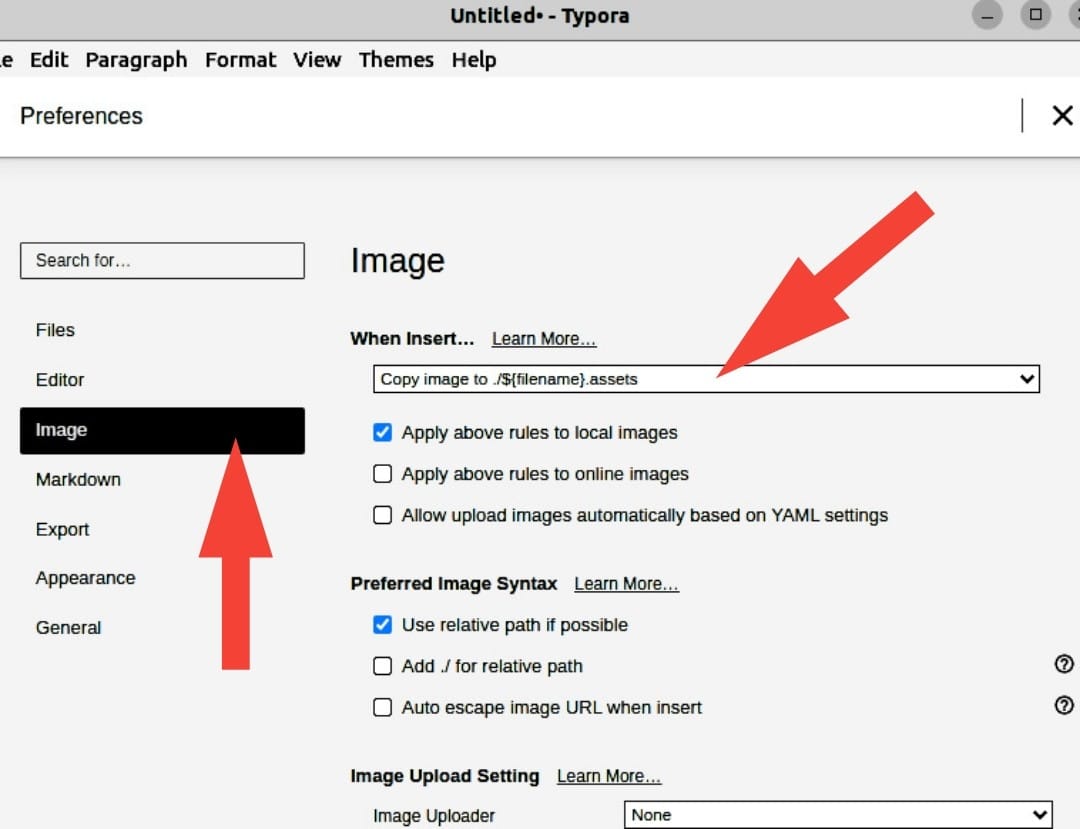 Untitled• - Typora
e Edit Paragraph Format View Themes Help
Preferences
Search for…
Files
Editor
Image
Markdown
Export
Appearance
General
Image
When Insert… Learn More…
Copy image to ./${filename}.assets
Apply above rules to local images
Apply above rules to online images
Allow upload images automatically based on YAML settings
Preferred Image Syntax Learn More…
Use relative path if possible
Add ./ for relative path
Auto escape image URL when insert
Image Upload Setting Learn More…
Image Uploader None